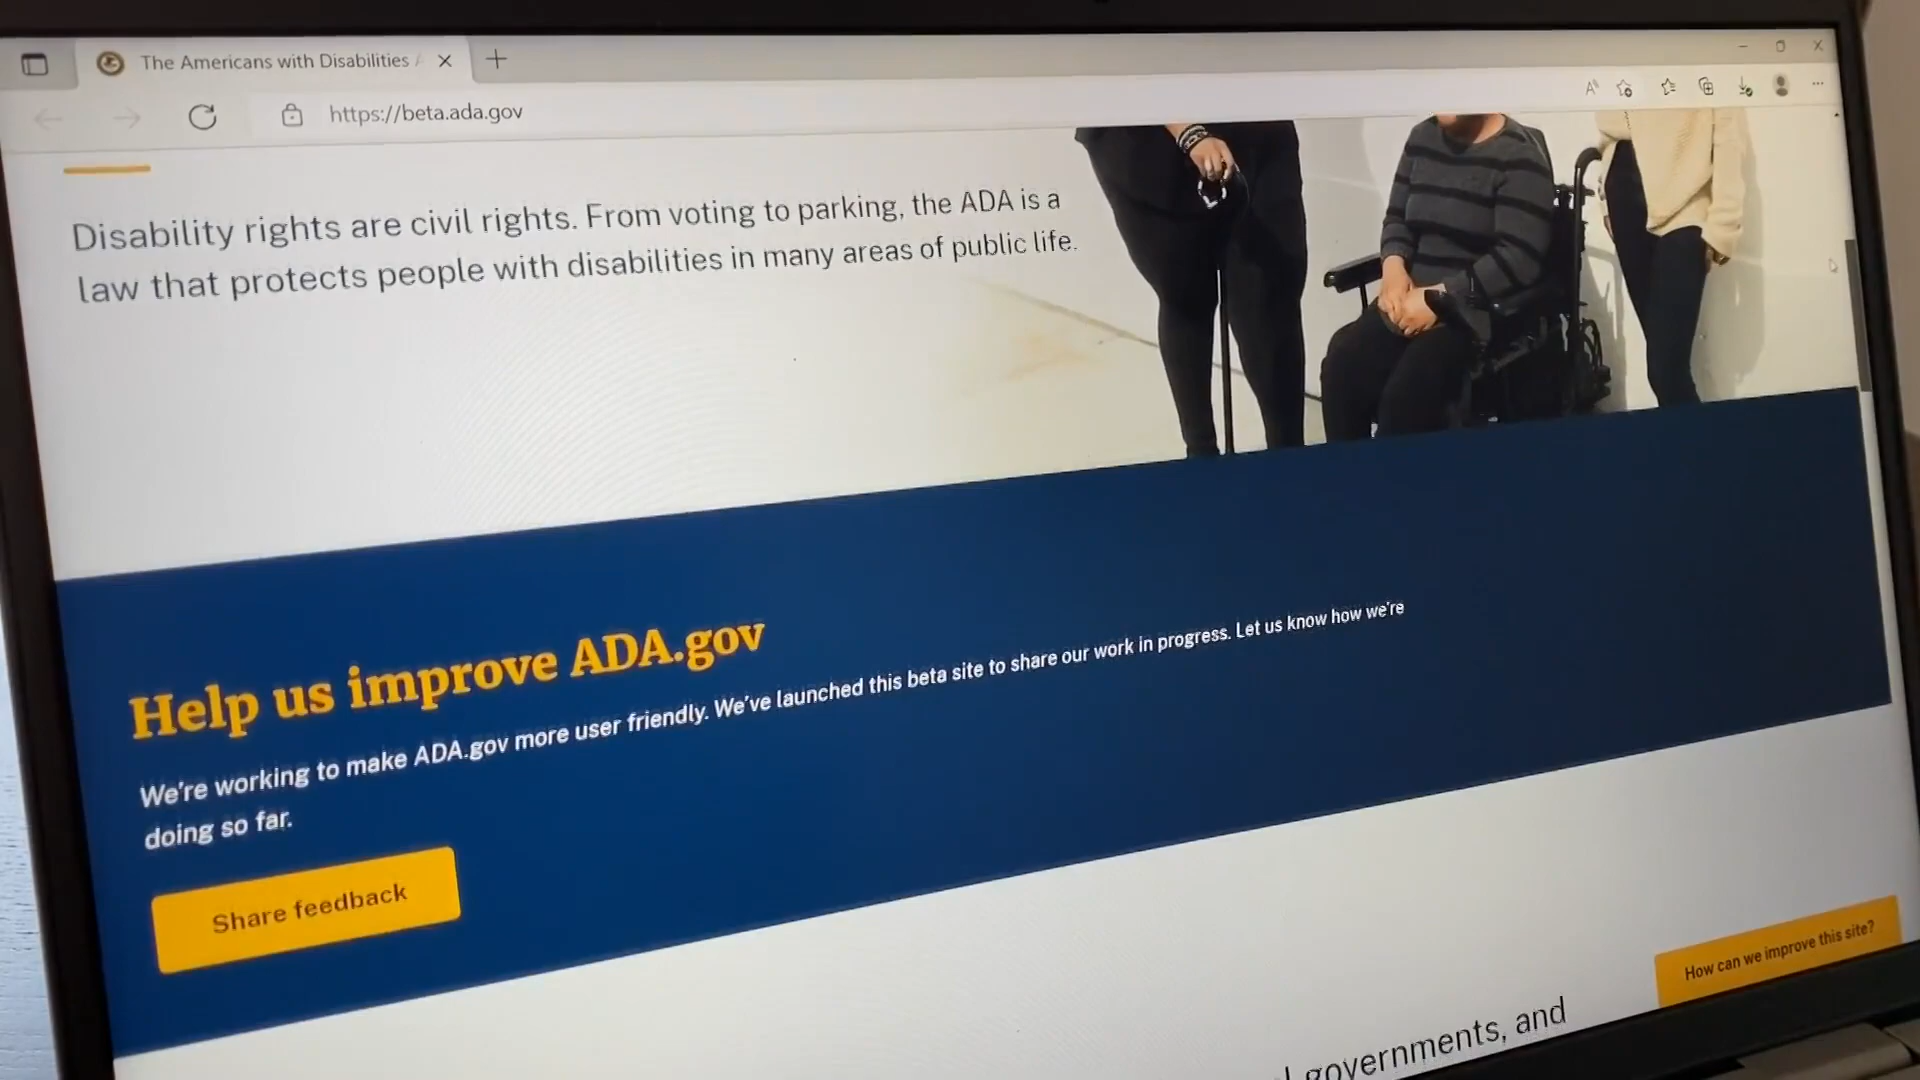 The Americans with Disabilities
https://beta.ada.gov
Disability rights are civil rights. From voting to parking, the ADA is a
law that protects people with disabilities in many areas of public life.
Help us improve ADA.gov
We're working to make ADA.gov more user friendly. We've launched this beta site to share our work in progress. Let us know how we're
doing so far.
Share feedback
How can we improve this site?
governments, and